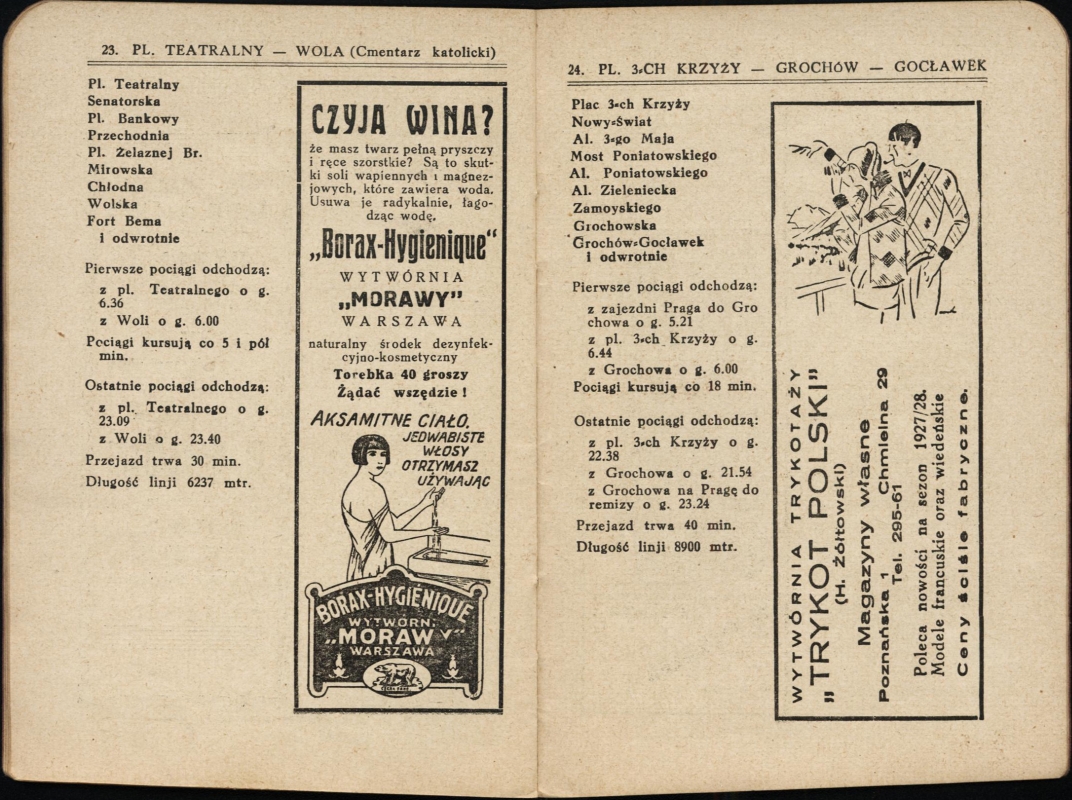 23. PL. TEATRALNY — WOLA (Cmentarz katolicki)
Pl. Teatralny
Senatorska
Pl. Bankowy
Przechodnia
Pl. Żelaznej Br.
Mirowska
Chłodna
Wolska
Fort Bema
i odwrotnie
Pierwsze pociągi odchodzą:
z pl. Teatralnego o g.
6.36
z Woli o g. 6.00
Pociągi kursują co 5 i pół
min.
Ostatnie pociągi odchodzą:
z pl. Teatralnego o g.
23.09
z Woli o g. 23.40
Przejazd trwa 30 min.
Długość linji 6237 mtr.
CZYJA WINA?
że masz twarz pełną pryszczy
i ręce szorstkie? Są to skut-
ki soli wapiennych i magnez-
jowych, które zawiera woda.
Usuwa je radykalnie, łago-
dząc wodę.
„Borax-Hygienique“
WYTWÓRNIA
„MORAWY”
WARSZAWA
naturalny środek dezynfek-
cyjno-kosmetyczny
Torebka 40 groszy
Żądać wszędzie!
AKSAMITNE CIAŁO,
JEDWABISTE
WŁOSY
OTRZYMASZ
UŻYWAJĄC
BORAX-HYGIÉNIQUE
WYTWÓRN.
„MORAWY“
WARSZAWA
24. PL. 3-CH KRZYŻY — GROCHÓW — GOCŁAWEK
Plac 3-ch Krzyży
Nowy-Świat
Al. 3-go Maja
Most Poniatowskiego
Al. Poniatowskiego
Al. Zieleniecka
Zamoyskiego
Grochowska
Grochów-Gocławek
i odwrotnie
Pierwsze pociągi odchodzą:
z zajezdni Praga do Gro
chowa o g. 5.21
z pl. 3-ch Krzyży o g.
6.44
z Grochowa o g. 6.00
Pociągi kursują co 18 min.
Ostatnie pociągi odchodzą:
z pl. 3-ch Krzyży o g.
22.38
z Grochowa o g. 21.54
z Grochowa na Pragę do
remizy o g. 23.24
Przejazd trwa 40 min.
Długość linji 8900 mtr.
WYTWÓRNIA TRYKOTAŻY
„TRYKOT POLSKI”
(H. Żółtowski)
Magazyny własne
Poznańska 1 Chmielna 29
Tel. 295-61
Poleca nowości na sezon 1927/28.
Modele francuskie oraz wiedeńskie
Ceny ściśle fabryczne.